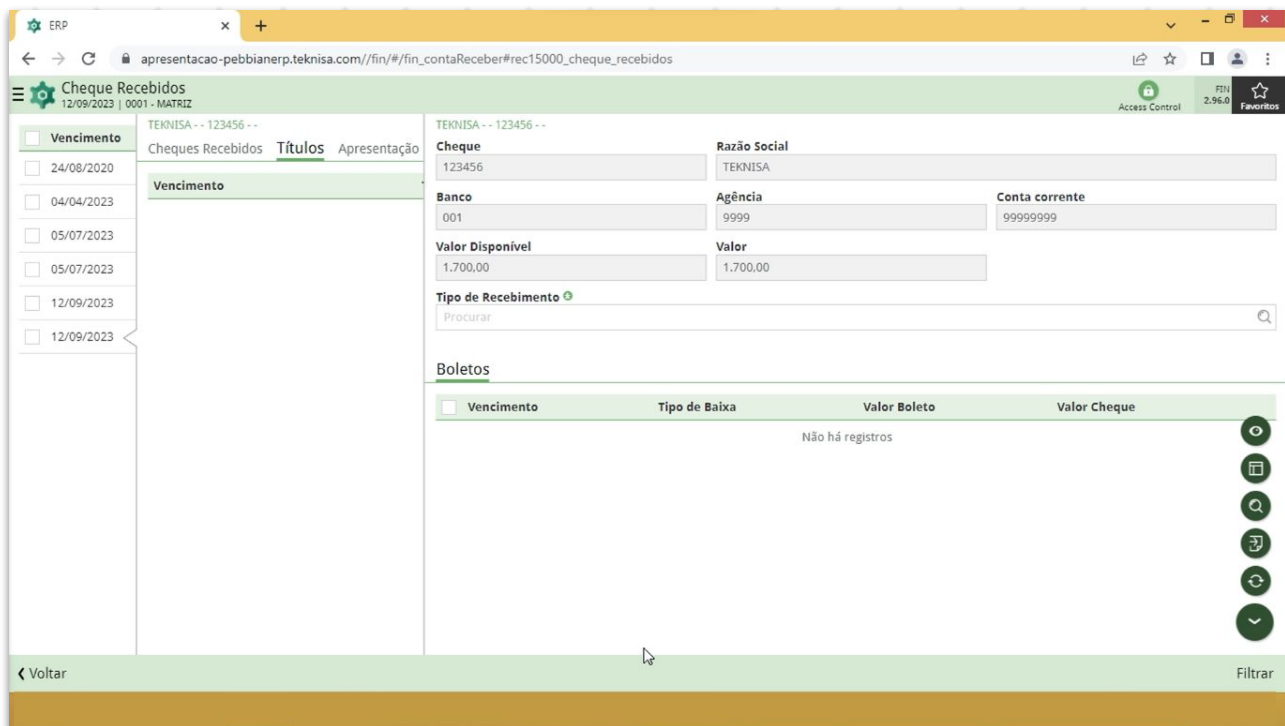 ERP
apresentacao-pebbianerp.teknisa.com//fin/#/fin_contaReceber#rec15000_cheque_recebidos
Cheque Recebidos
12/09/2023 | 0001 - MATRIZ
Access Control
FIN
2.96.0
Favoritos
Vencimento
24/08/2020
04/04/2023
05/07/2023
05/07/2023
12/09/2023
12/09/2023
TEKNISA - - 123456 - -
Cheques Recebidos Títulos Apresentação
Vencimento
TEKNISA - - 123456 - -
Cheque Razão Social
123456 TEKNISA
Banco Agência Conta corrente
001 9999 99999999
Valor Disponível Valor
1.700,00 1.700,00
Tipo de Recebimento
Procurar
Boletos
Vencimento Tipo de Baixa Valor Boleto Valor Cheque
Não há registros
Voltar Filtrar